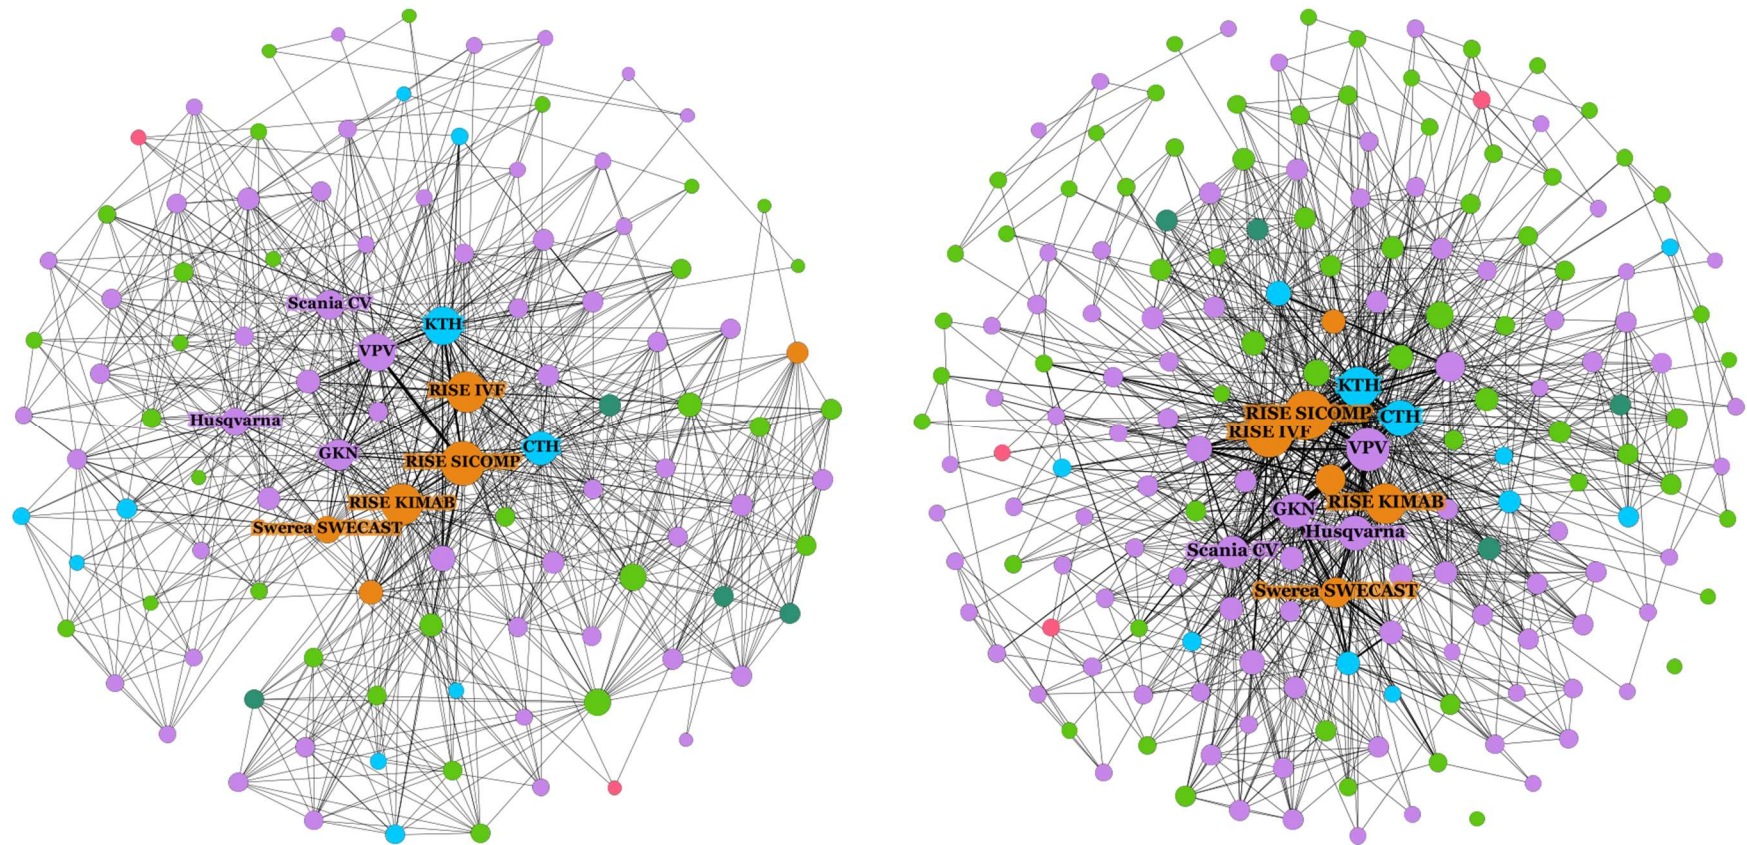 Scania CV
KTH
VPV
RISE IVF
Husqvarna
CTH
GKN
RISE SICOMP
RISE KIMAB
Swerea SWECAST
KTH
RISE SICOMP
CTH
RISE IVF
VPV
RISE KIMAB
GKN
Husqvarna
Scania CV
Swerea SWECAST